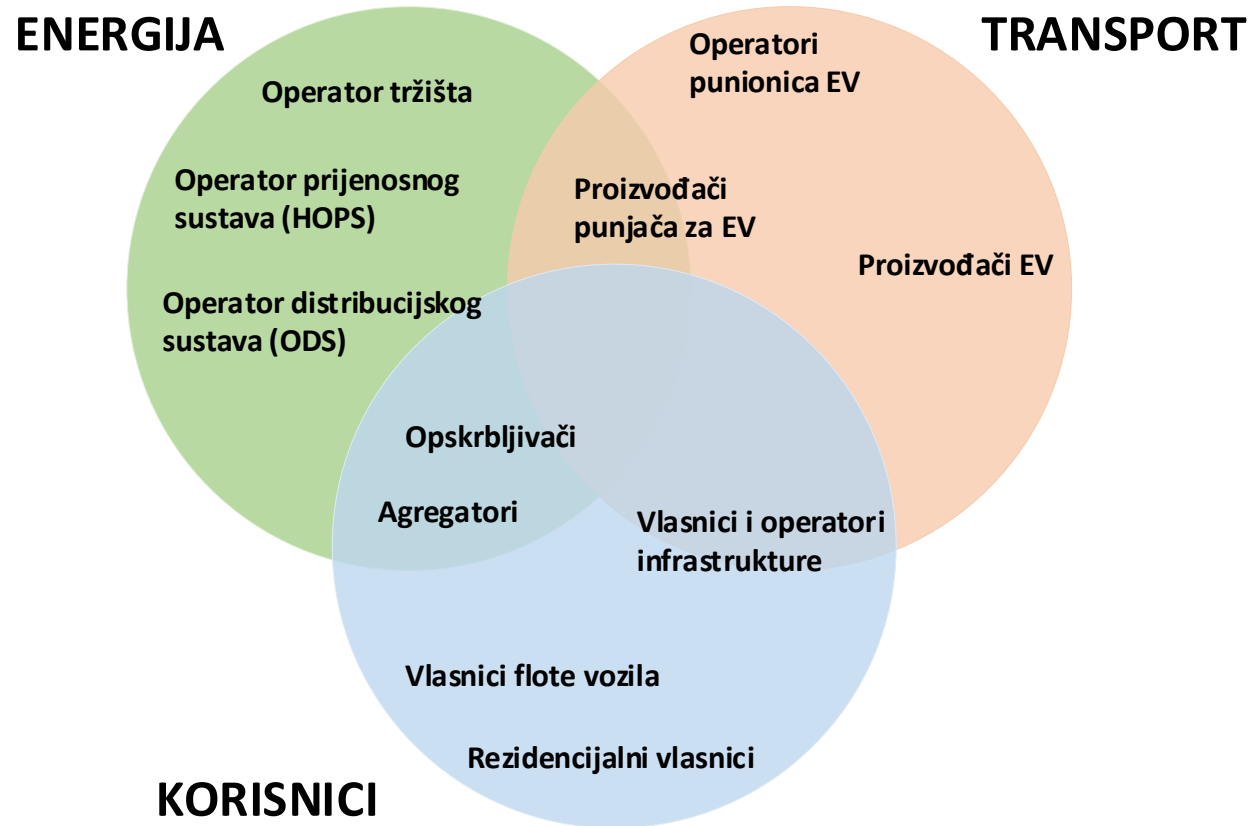 ENERGIJA
TRANSPORT
Operatori
punionica EV
Operator tržišta
Operator prijenosnog
sustava (HOPS)
Proizvođači
punjača za EV
Proizvođači EV
Operator distribucijskog
sustava (ODS)
Opskrbljivači
Agregatori
Vlasnici i operatori
infrastrukture
Vlasnici flote vozila
Rezidencijalni vlasnici
KORISNICI